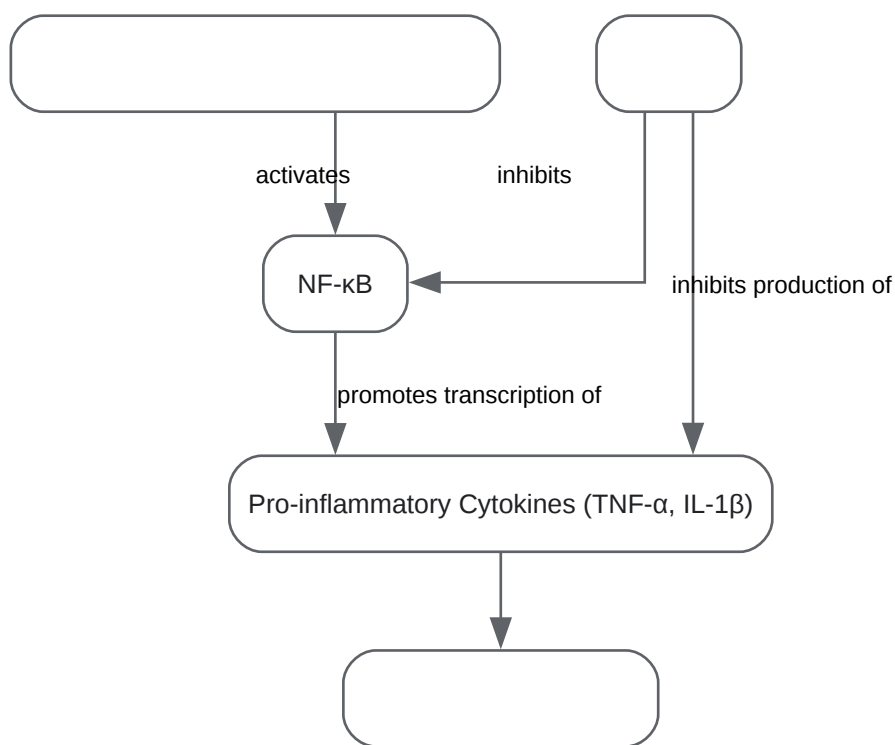 activates
inhibits
NF-κB
inhibits production of
promotes transcription of
Pro-inflammatory Cytokines (TNF-α, IL-1β)